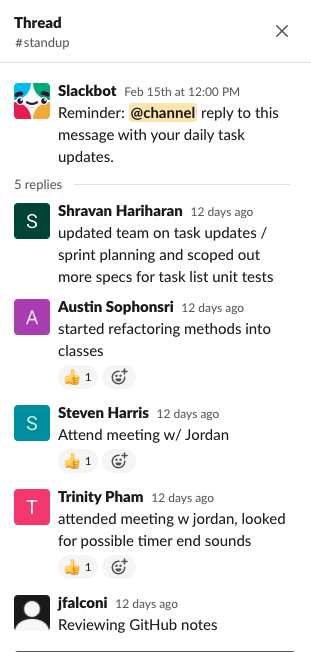 Thread
#standup
Slackbot Feb 15th at 12:00 PM
Reminder: @channel reply to this
message with your daily task
updates.
5 replies
S
Shravan Hariharan 12 days ago
updated team on task updates /
sprint planning and scoped out
more specs for task list unit tests
A
Austin Sophonsri 12 days ago
started refactoring methods into
classes
1
S
Steven Harris 12 days ago
Attend meeting w/ Jordan
1
T
Trinity Pham 12 days ago
attended meeting w jordan, looked
for possible timer end sounds
1
jfalconi 12 days ago
Reviewing GitHub notes